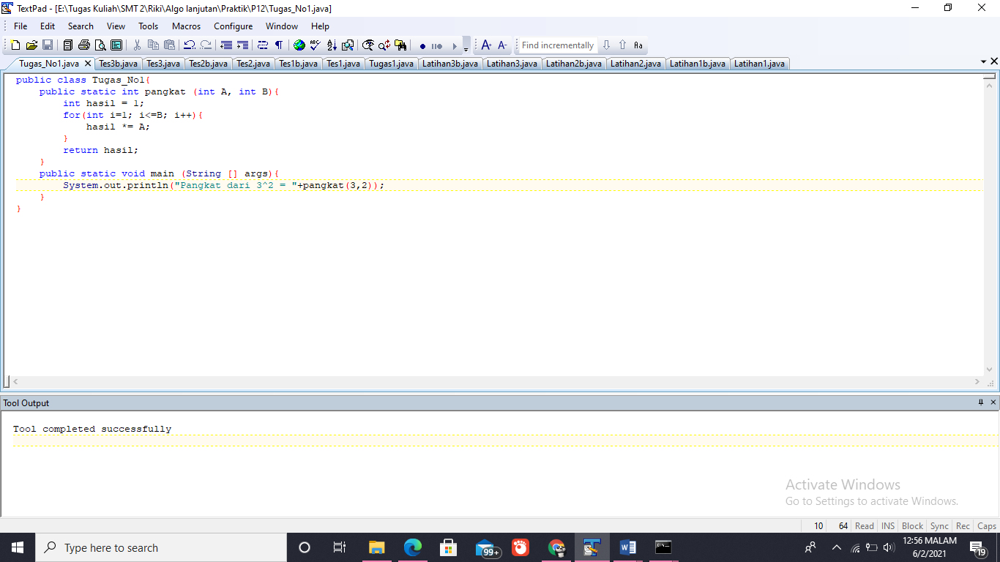 TextPad - [E:\Tugas Kuliah\SMT 2\Riki\Algo lanjutan\Praktik\P12\Tugas_No1.java]
File Edit Search View Tools Macros Configure Window Help
Find incrementally Aa
Tugas_No1.java Tes3b.java Tes3.java Tes2b.java Tes2.java Tes1b.java Tes1.java Tugas1.java Latihan3b.java Latihan3.java Latihan2b.java Latihan2.java Latihan1b.java Latihan1.java
public class Tugas_No1{
public static int pangkat (int A, int B){
int hasil = 1;
for(int i=1; i<=B; i++){
hasil *= A;
}
return hasil;
}
public static void main (String [] args){
System.out.println("Pangkat dari 3^2 = "+pangkat(3,2));
}
}
Tool Output
Tool completed successfully
Activate Windows
Go to Settings to activate Windows.
10 64 Read INS Block Sync Rec Caps
Type here to search
99+
12:56 MALAM
6/2/2021
19